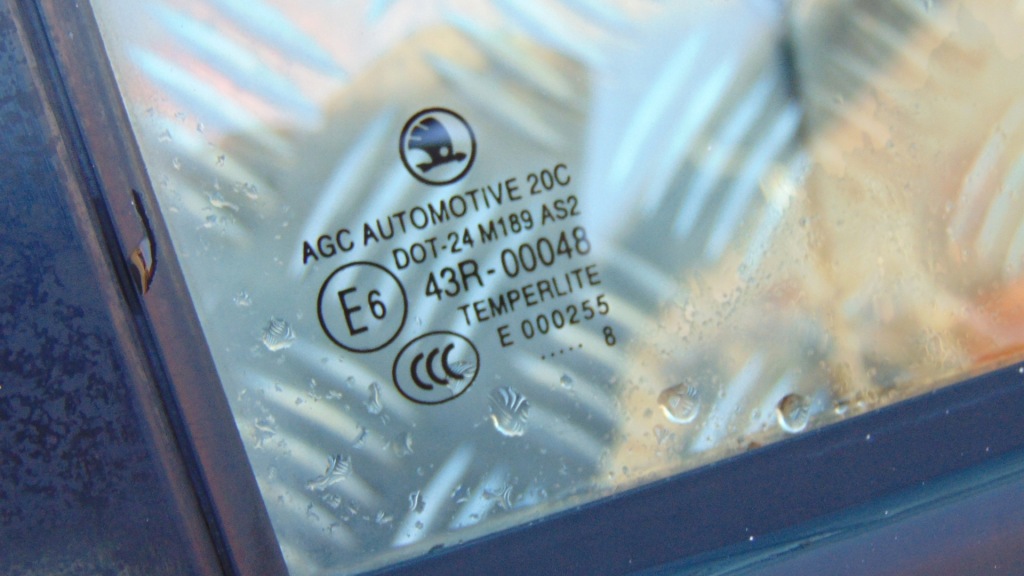 AGC AUTOMOTIVE 20C
DOT-24 M189 AS2
E6 43R-00048
TEMPERLITE
CCC E 000255
..... 8